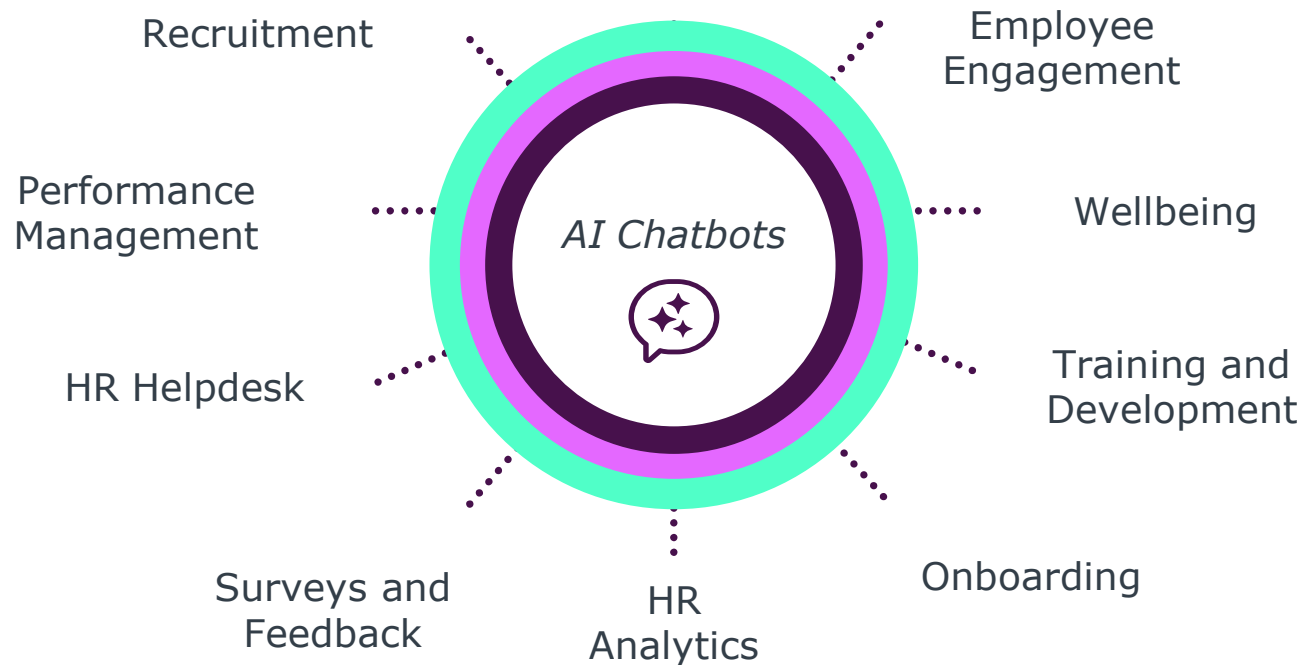 Recruitment
Employee
Engagement
Performance
Management
Wellbeing
AI Chatbots
HR Helpdesk
Training and
Development
Surveys and
Feedback
HR
Analytics
Onboarding